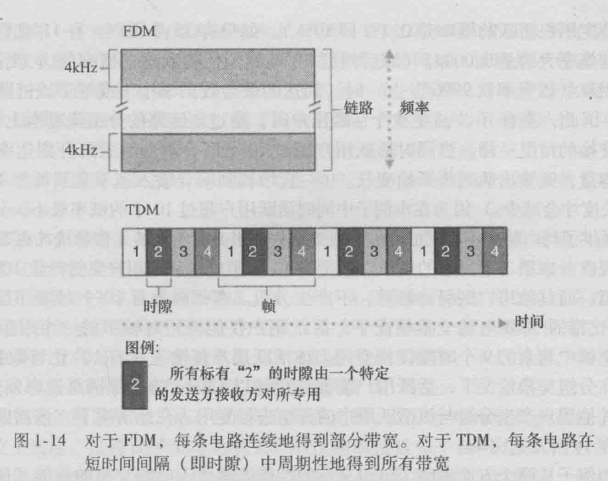 FDM
4kHz
链路
频率
4kHz
TDM
1 2 3 4 1 2 3 4 1 2 3 4 1 2 3 4 1 2 3 4
时隙
帧
时间
图例:
2
所有标有“2”的时隙由一个特定
的发送方接收方对所专用
图 1-14 对于 FDM，每条电路连续地得到部分带宽。对于 TDM，每条电路在
短时间间隔（即时隙）中周期性地得到所有带宽